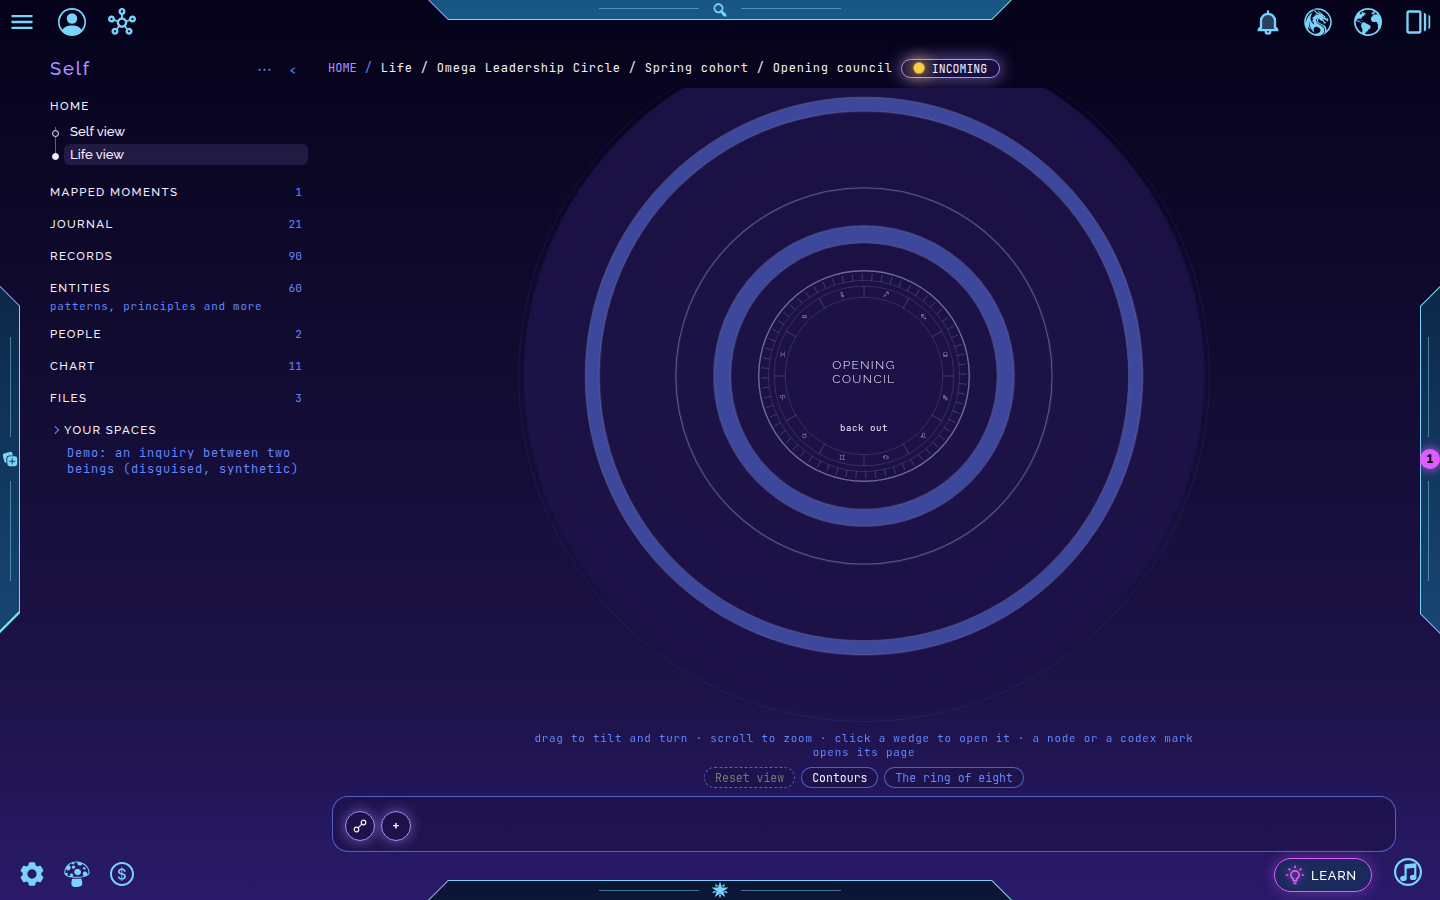 Self
...
<
HOME / Life / Omega Leadership Circle / Spring cohort / Opening council
INCOMING
HOME
Self view
Life view
MAPPED MOMENTS 1
JOURNAL 21
RECORDS 90
ENTITIES 60
patterns, principles and more
PEOPLE 2
CHART 11
FILES 3
YOUR SPACES
Demo: an inquiry between two
beings (disguised, synthetic)
OPENING
COUNCIL
back out
1
drag to tilt and turn · scroll to zoom · click a wedge to open it · a node or a codex mark
opens its page
Reset view
Contours
The ring of eight
+
$
LEARN